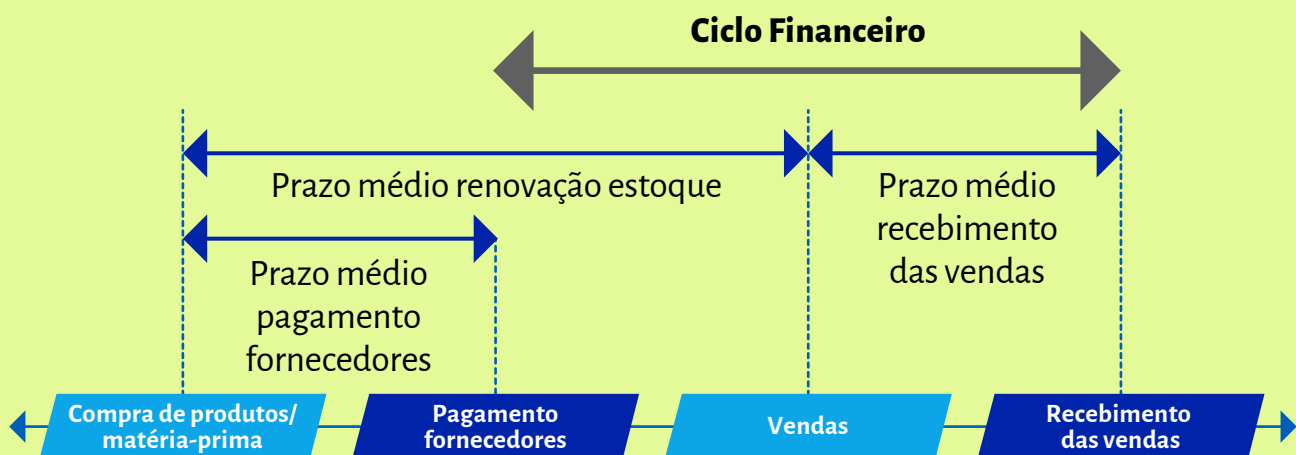 Ciclo Financeiro
Prazo médio renovação estoque
Prazo médio
recebimento
das vendas
Prazo médio
pagamento
fornecedores
Compra de produtos/
matéria-prima
Pagamento
fornecedores
Vendas
Recebimento
das vendas